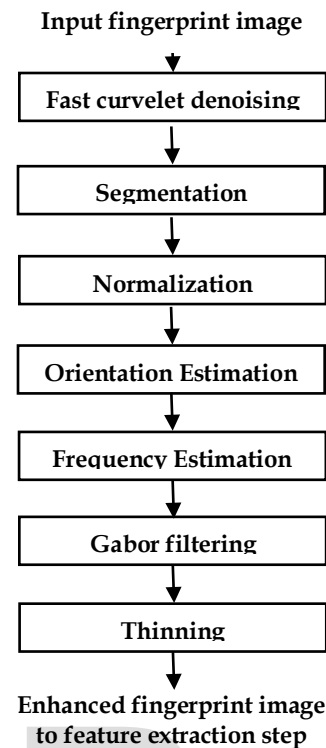 Input fingerprint image
Fast curvelet denoising
Segmentation
Normalization
Orientation Estimation
Frequency Estimation
Gabor filtering
Thinning
Enhanced fingerprint image
to feature extraction step